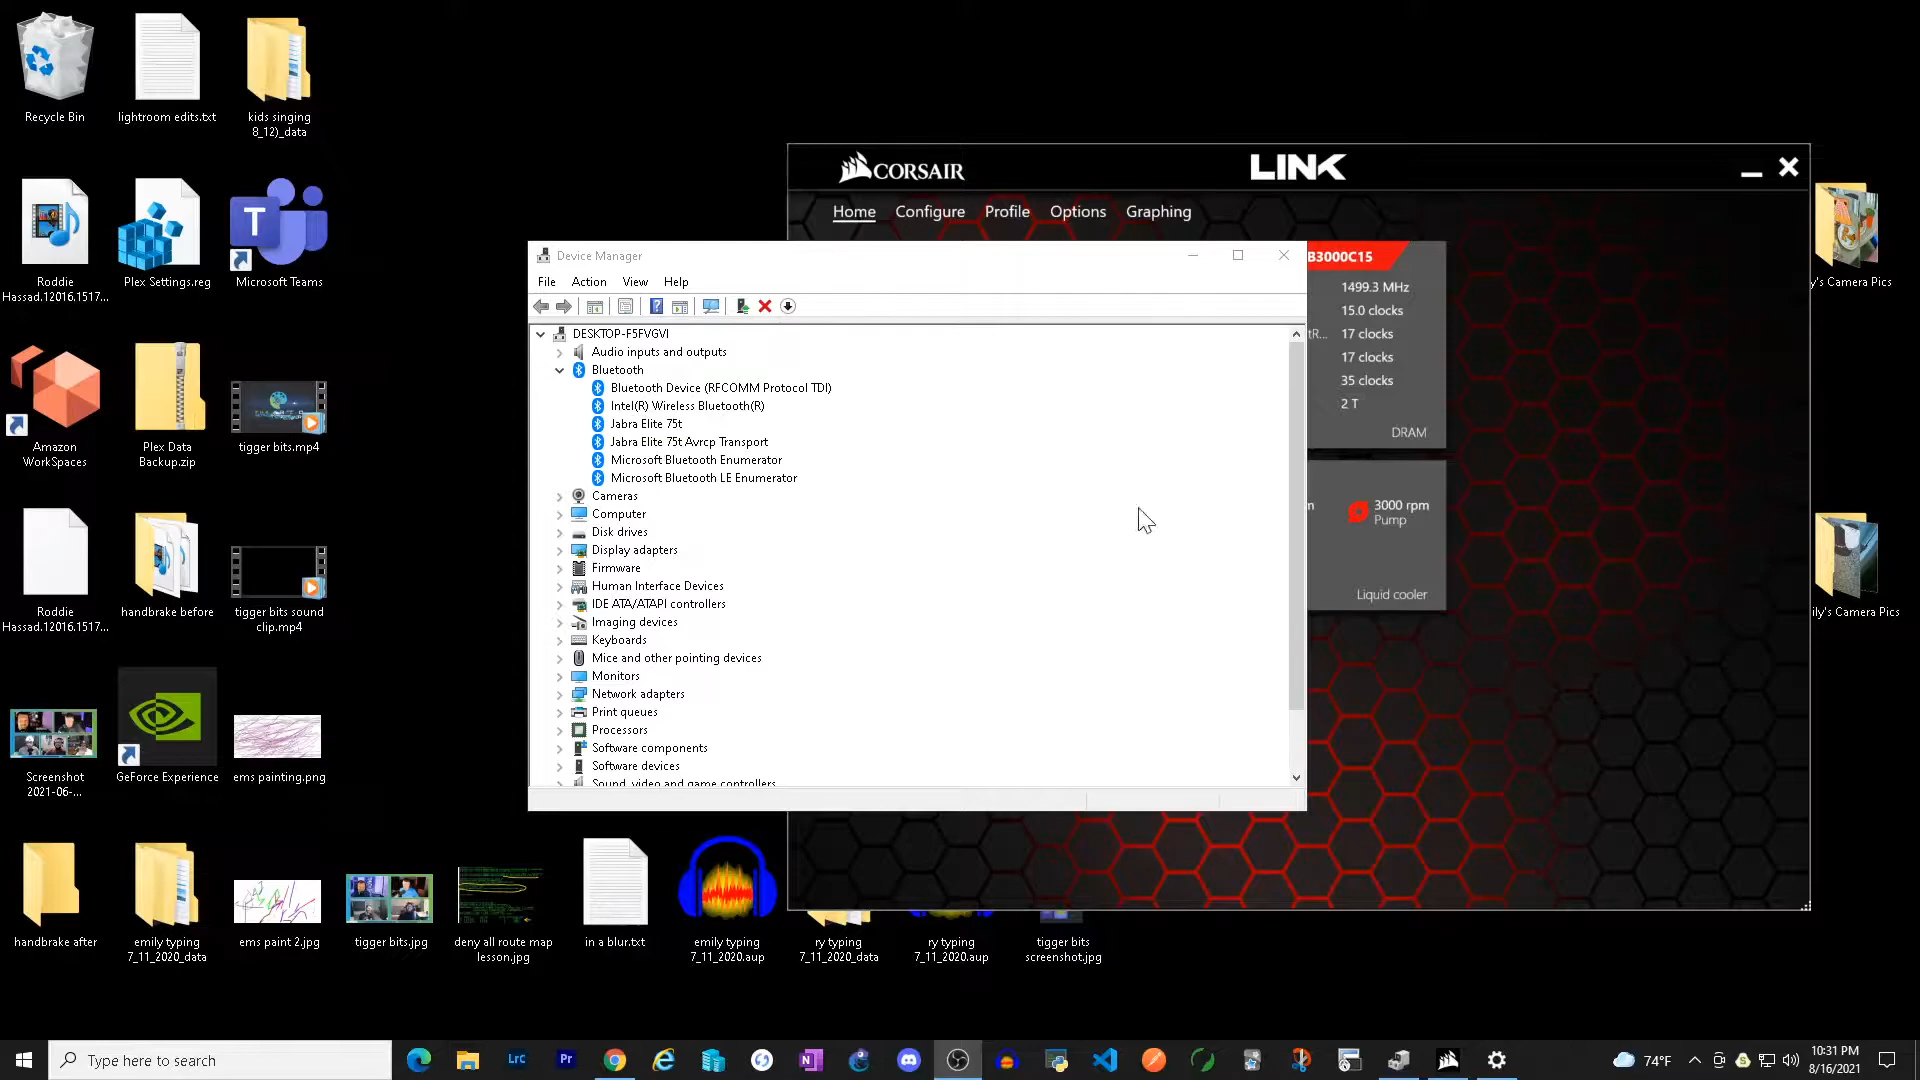 Recycle Bin
lightroom edits.txt
kids singing
8_12)_data
Roddie
Hassad.12016.1517...
Plex Settings.reg
Microsoft Teams
Amazon
WorkSpaces
Plex Data
Backup.zip
tigger bits.mp4
Roddie
Hassad.12016.1517...
handbrake before
tigger bits sound
clip.mp4
Screenshot
2021-06-...
GeForce Experience
ems painting.png
handbrake after
emily typing
7_11_2020_data
ems paint 2.jpg
tigger bits.jpg
deny all route map
lesson.jpg
in a blur.txt
emily typing
7_11_2020.aup
ry typing
7_11_2020_data
ry typing
7_11_2020.aup
tigger bits
screenshot.jpg
y's Camera Pics
ily's Camera Pics
CORSAIR
LINK
Home Configure Profile Options Graphing
B3000C15
1499.3 MHz
15.0 clocks
tR... 17 clocks
17 clocks
35 clocks
2 T
DRAM
3000 rpm
Pump
Liquid cooler
Device Manager
File Action View Help
DESKTOP-F5FVGVI
Audio inputs and outputs
Bluetooth
Bluetooth Device (RFCOMM Protocol TDI)
Intel(R) Wireless Bluetooth(R)
Jabra Elite 75t
Jabra Elite 75t Avrcp Transport
Microsoft Bluetooth Enumerator
Microsoft Bluetooth LE Enumerator
Cameras
Computer
Disk drives
Display adapters
Firmware
Human Interface Devices
IDE ATA/ATAPI controllers
Imaging devices
Keyboards
Mice and other pointing devices
Monitors
Network adapters
Print queues
Processors
Software components
Software devices
Sound, video and game controllers
Type here to search
LrC
Pr
74°F
10:31 PM
8/16/2021